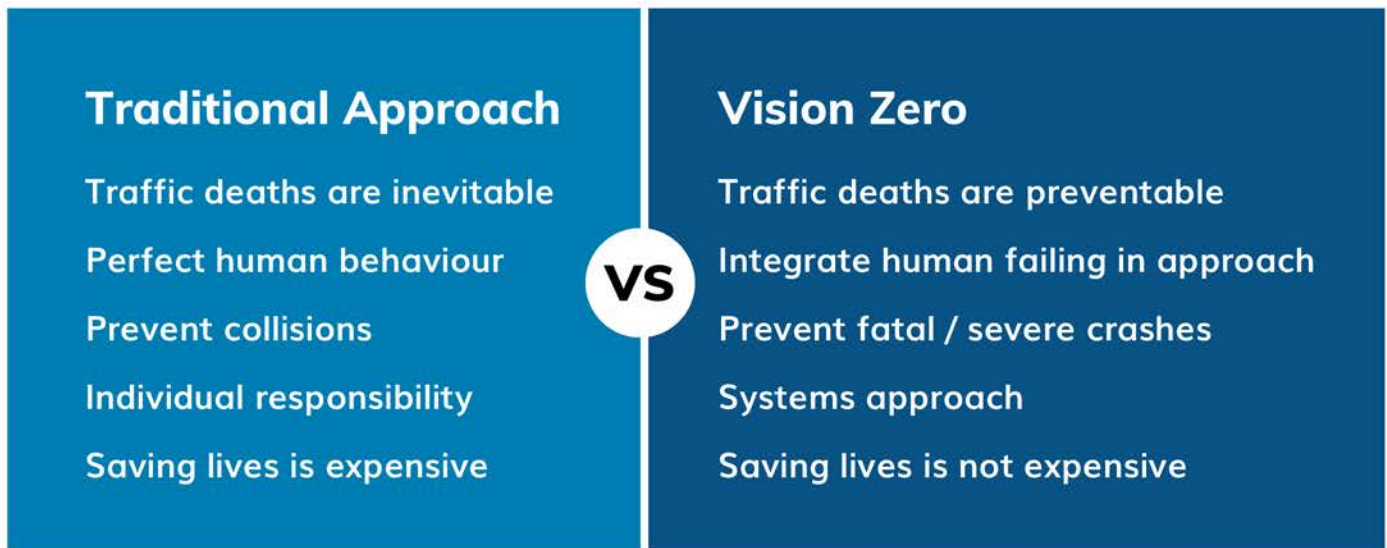 Traditional Approach
Traffic deaths are inevitable
Perfect human behaviour
Prevent collisions
Individual responsibility
Saving lives is expensive
VS
Vision Zero
Traffic deaths are preventable
Integrate human failing in approach
Prevent fatal / severe crashes
Systems approach
Saving lives is not expensive